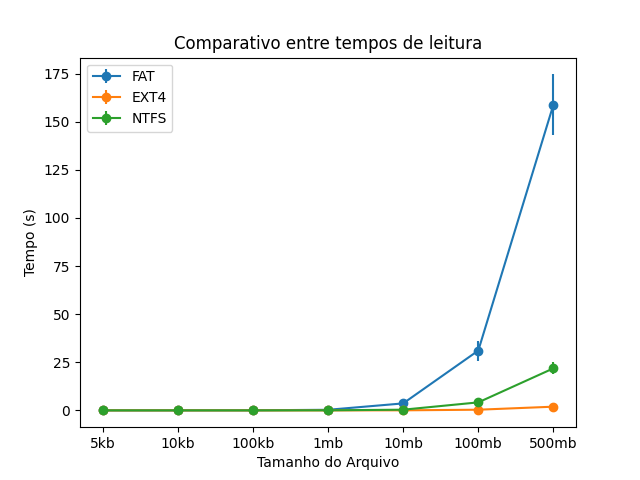 Comparativo entre tempos de leitura
FAT
EXT4
NTFS
175
150
125
100
75
50
25
0
Tempo (s)
5kb 10kb 100kb 1mb 10mb 100mb 500mb
Tamanho do Arquivo